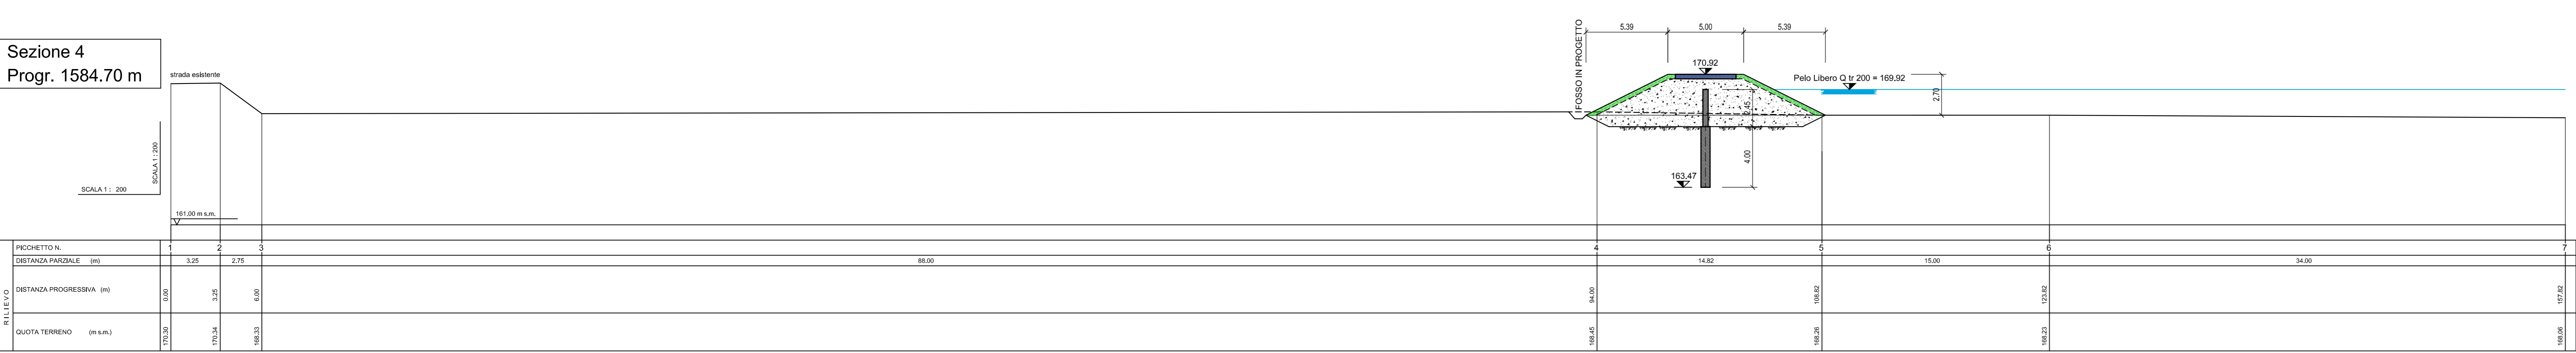 Sezione 4
Progr. 1584.70 m
strada esistente
FOSSO IN PROGETTO
5.39
5.00
5.39
170.92
Pelo Libero Q tr 200 = 169.92
2.70
3.45
4.00
163.47
SCALA 1 : 200
SCALA 1 : 200
161.00 m s.m.
RILIEVO
PICCHETTO N.
1 2 3 4 5 6 7
DISTANZA PARZIALE (m)
3.25 2.75 88.00 14.82 15.00 34.00
DISTANZA PROGRESSIVA (m)
0.00 3.25 6.00 94.00 108.82 123.82 157.82
QUOTA TERRENO (m s.m.)
170.30 170.34 168.33 168.45 168.26 168.23 168.06